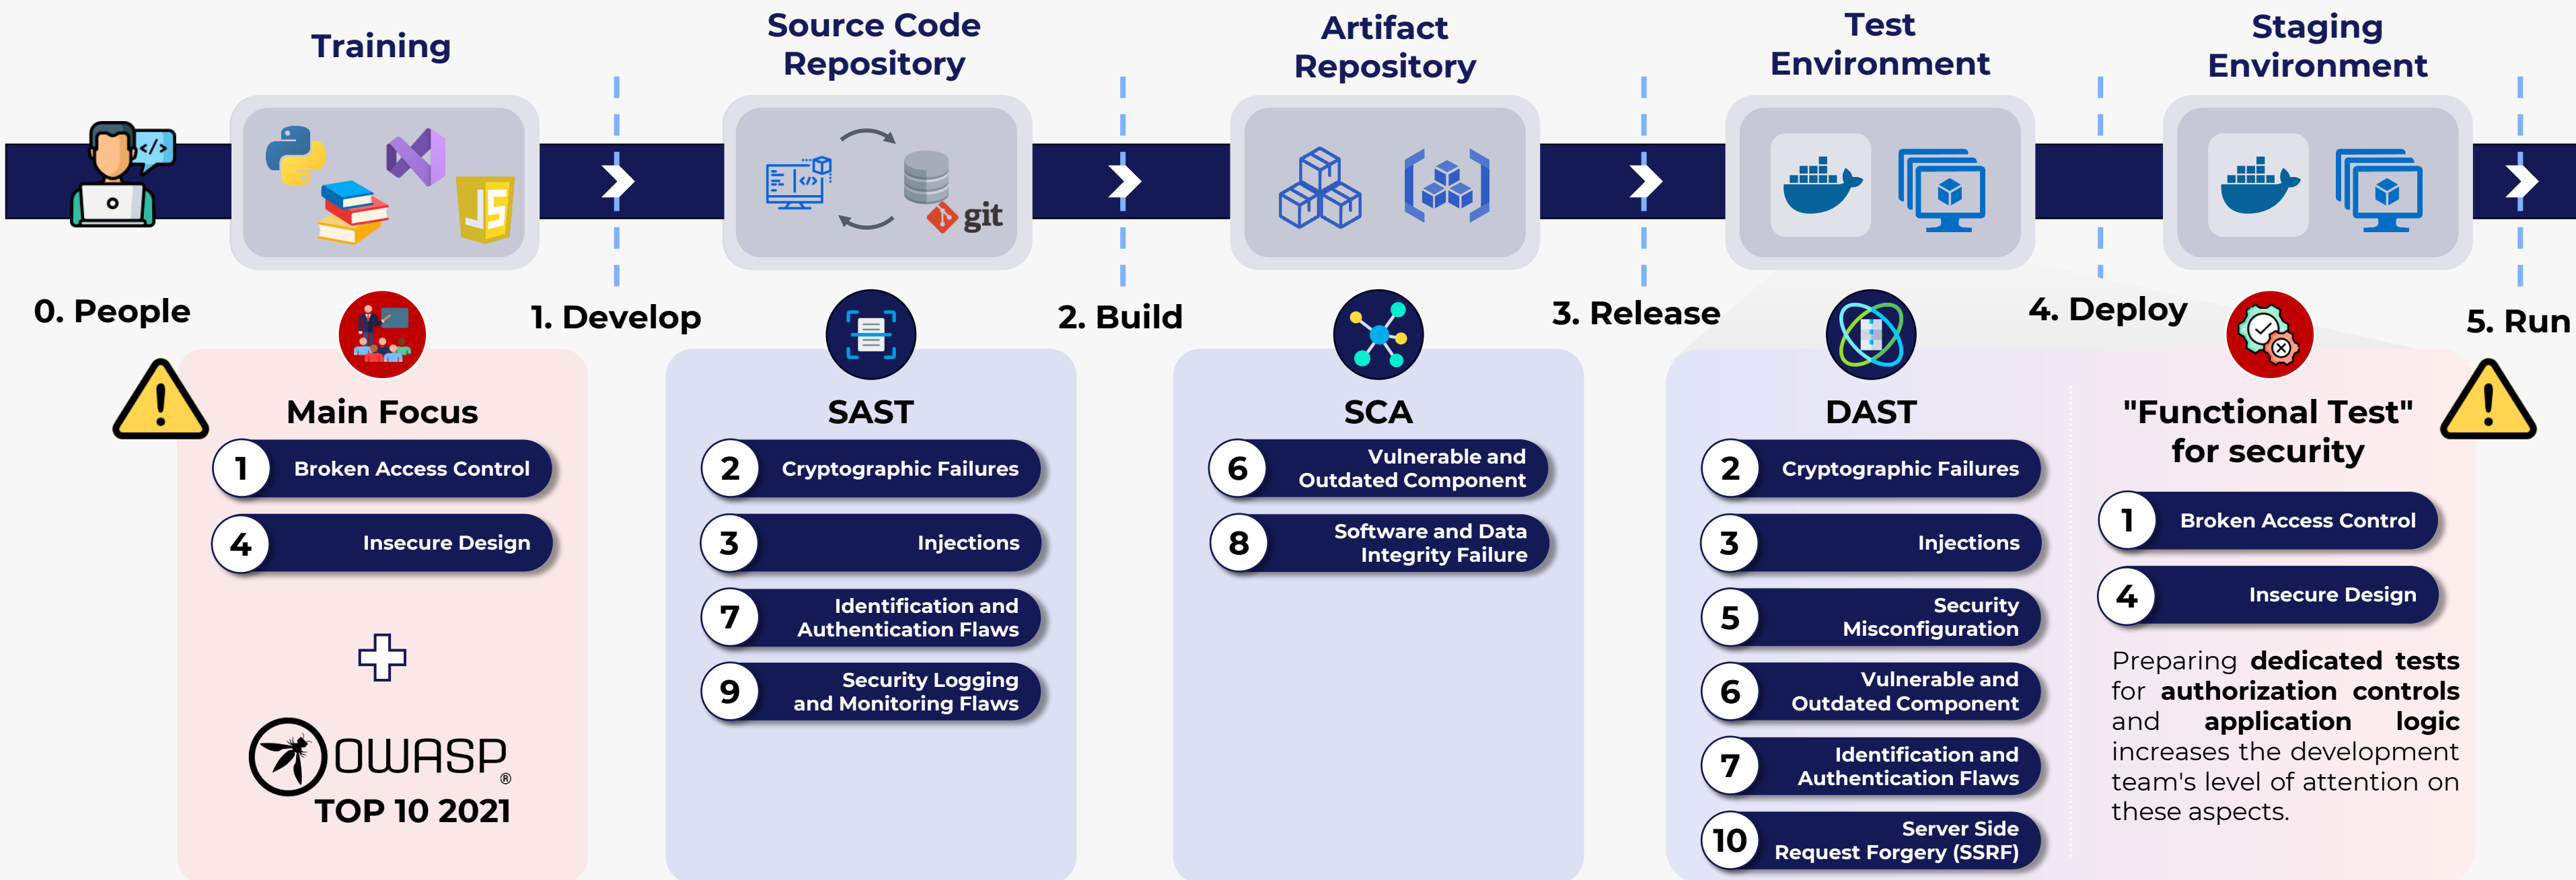 Training
Source Code
Repository
Artifact
Repository
Test
Environment
Staging
Environment
</>
JS
</>
git
0. People
1. Develop
2. Build
3. Release
4. Deploy
5. Run
Main Focus
1 Broken Access Control
4 Insecure Design
OWASP®
TOP 10 2021
SAST
2 Cryptographic Failures
3 Injections
7 Identification and
Authentication Flaws
9 Security Logging
and Monitoring Flaws
SCA
6 Vulnerable and
Outdated Component
8 Software and Data
Integrity Failure
DAST
2 Cryptographic Failures
3 Injections
5 Security
Misconfiguration
6 Vulnerable and
Outdated Component
7 Identification and
Authentication Flaws
10 Server Side
Request Forgery (SSRF)
"Functional Test"
for security
1 Broken Access Control
4 Insecure Design
Preparing dedicated tests
for authorization controls
and application logic
increases the development
team's level of attention on
these aspects.